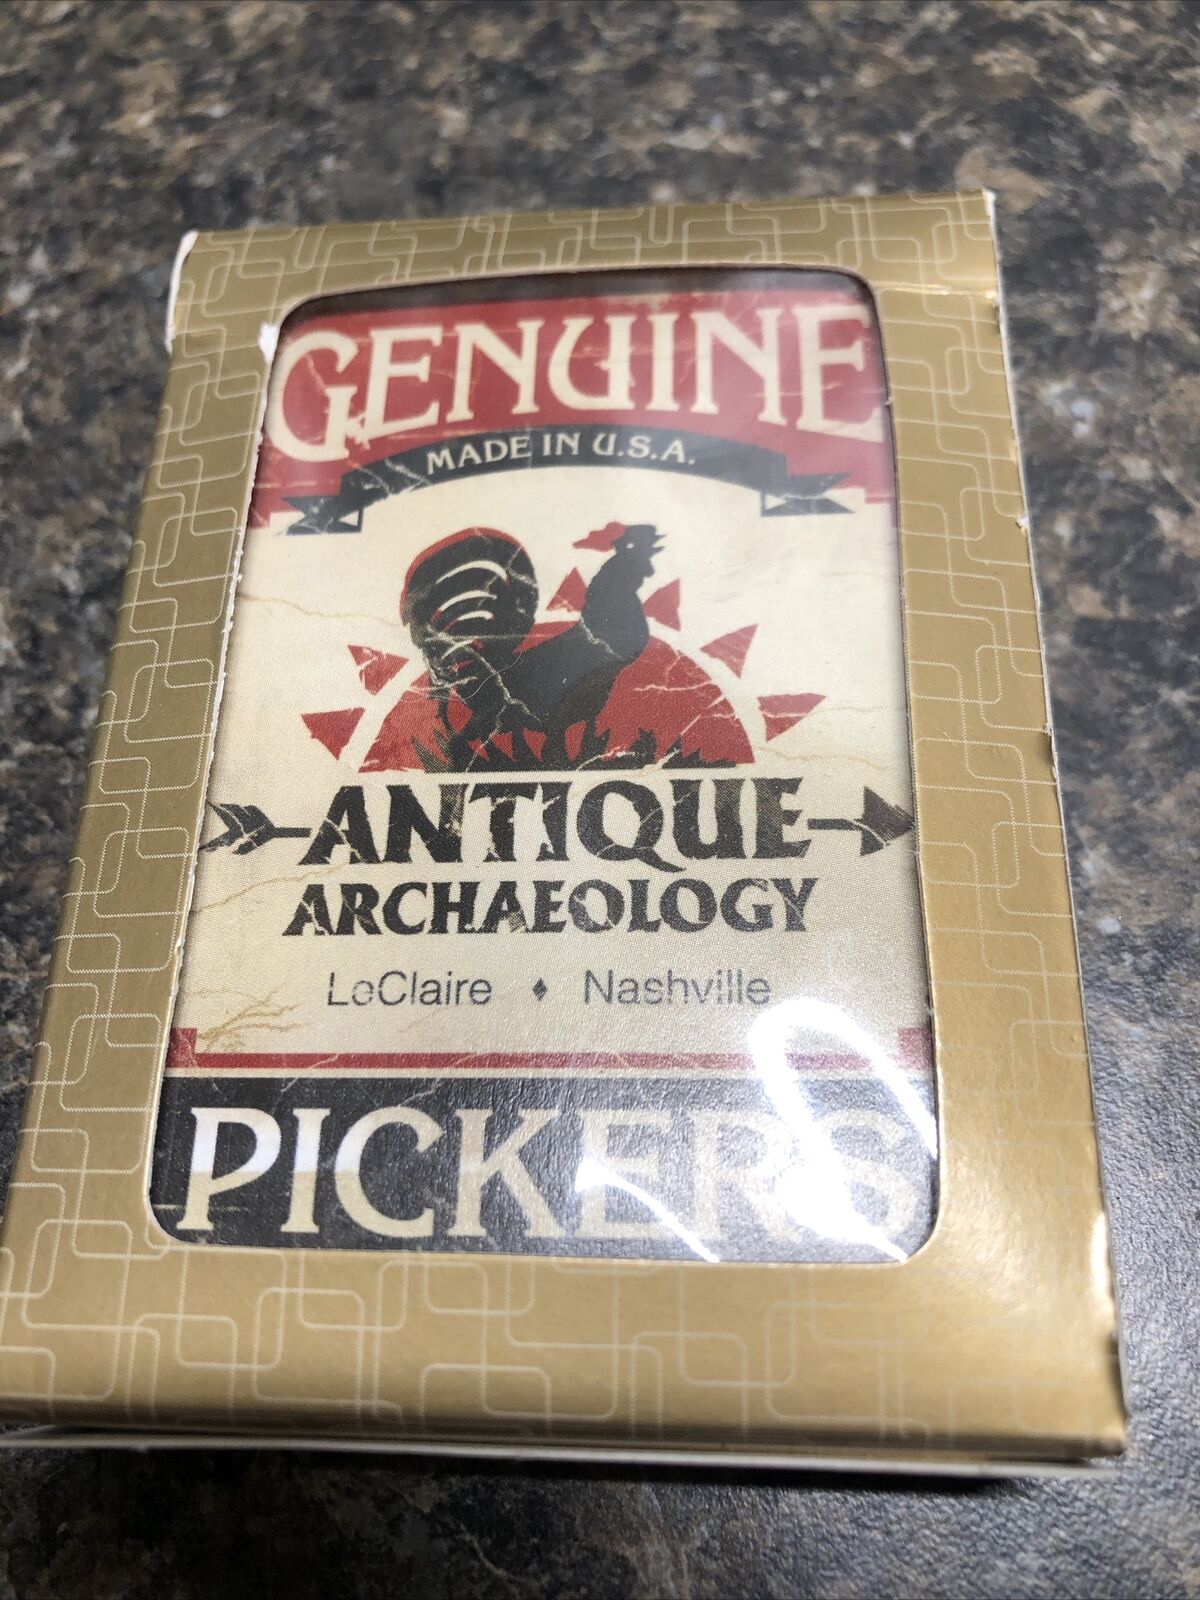 GENUINE
MADE IN U.S.A.
ANTIQUE
ARCHAEOLOGY
LeClaire ♦ Nashville
PICKERS